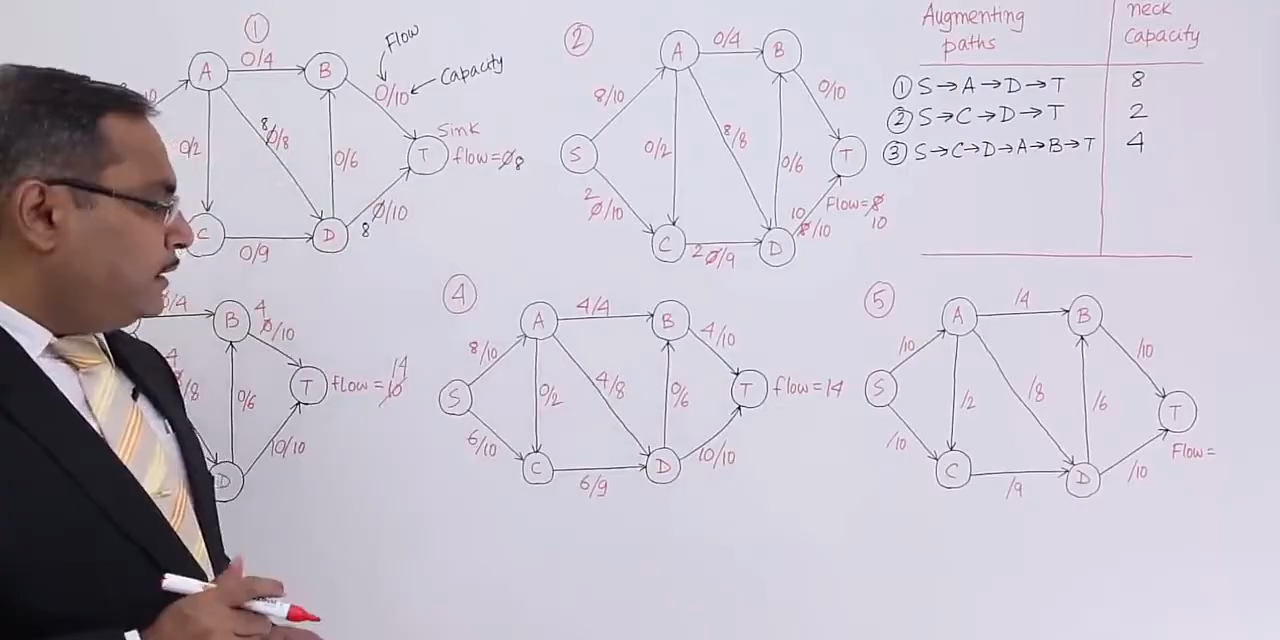 ①
A
0/4
B
Flow
0/10
Capacity
10
0/2
8
0/8
0/6
Sink
T
flow=08
C
0/9
D
8
0/10
②
A
0/4
B
8/10
0/10
S
0/2
8/8
0/6
T
2
0/10
Flow=8
10
C
2 0/9
D
10
8/10
Augmenting
paths
neck
Capacity
① S→A→D→T 8
② S→C→D→T 2
③ S→C→D→A→B→T 4
0/4
B
4
0/10
4
/8
0/6
T
14
flow=10
D
10/10
④
A
4/4
B
8/10
4/10
S
0/2
4/8
0/6
T
flow=14
6/10
C
6/9
D
10/10
⑤
A
/4
B
/10
/10
S
/2
/8
/6
T
Flow=
/10
C
/9
D
/10